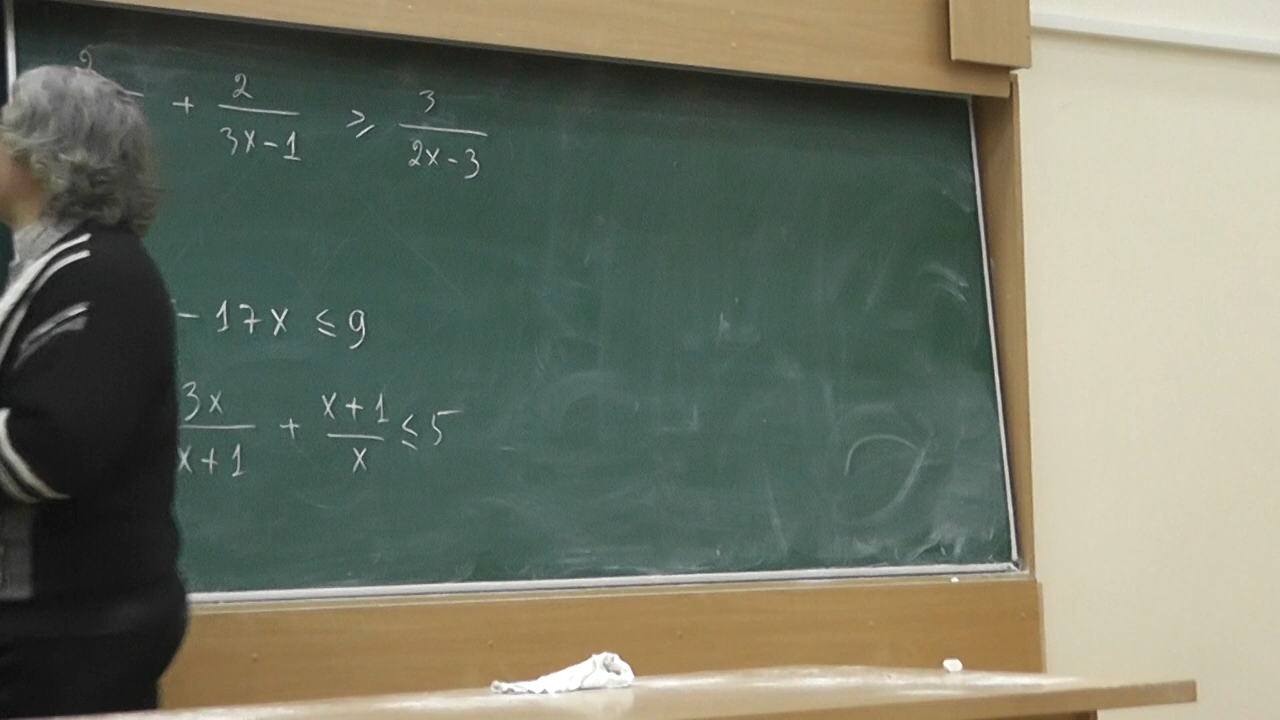 + 2/(3x-1) ⩾ 3/(2x-3)
- 17x ≤ 9
3x/(x+1) + (x+1)/x ≤ 5